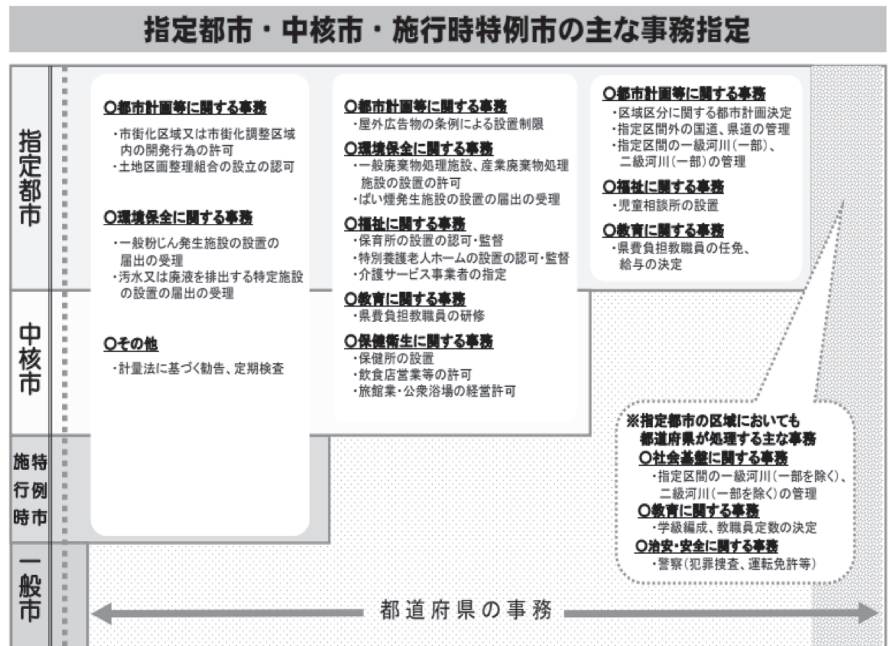 指定都市・中核市・施行時特例市の主な事務指定
指定都市
〇都市計画等に関する事務
・市街化区域又は市街化調整区域
内の開発行為の許可
・土地区画整理組合の設立の認可
〇環境保全に関する事務
・一般粉じん発生施設の設置の
届出の受理
・汚水又は廃液を排出する特定施設
の設置の届出の受理
〇その他
・計量法に基づく勧告、定期検査
〇都市計画等に関する事務
・屋外広告物の条例による設置制限
〇環境保全に関する事務
・一般廃棄物処理施設、産業廃棄物処理
施設の設置の許可
・ばい煙発生施設の設置の届出の受理
〇福祉に関する事務
・保育所の設置の認可・監督
・特別養護老人ホームの設置の認可・監督
・介護サービス事業者の指定
〇教育に関する事務
・県費負担教職員の研修
〇保健衛生に関する事務
・保健所の設置
・飲食店営業等の許可
・旅館業・公衆浴場の経営許可
〇都市計画等に関する事務
・区域区分に関する都市計画決定
・指定区間外の国道、県道の管理
・指定区間の一級河川（一部）、
二級河川（一部）の管理
〇福祉に関する事務
・児童相談所の設置
〇教育に関する事務
・県費負担教職員の任免、
給与の決定
中核市
施行時特例市
一般市
※指定都市の区域においても
都道府県が処理する主な事務
〇社会基盤に関する事務
・指定区間の一級河川（一部を除く）、
二級河川（一部を除く）の管理
〇教育に関する事務
・学級編成、教職員定数の決定
〇治安・安全に関する事務
・警察（犯罪捜査、運転免許等）
都道府県の事務